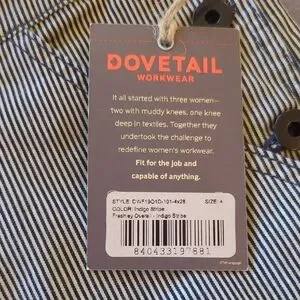 DOVETAIL
WORKWEAR
It all started with three women–
two with muddy knees, one knee
deep in textiles. Together they
undertook the challenge to
redefine women's workwear.
Fit for the job and
capable of anything.
STYLE: DWF19O1D-101-4x28 SIZE: 4
COLOR: Indigo Stripe
Freshley Overall - Indigo Stripe
840433197881